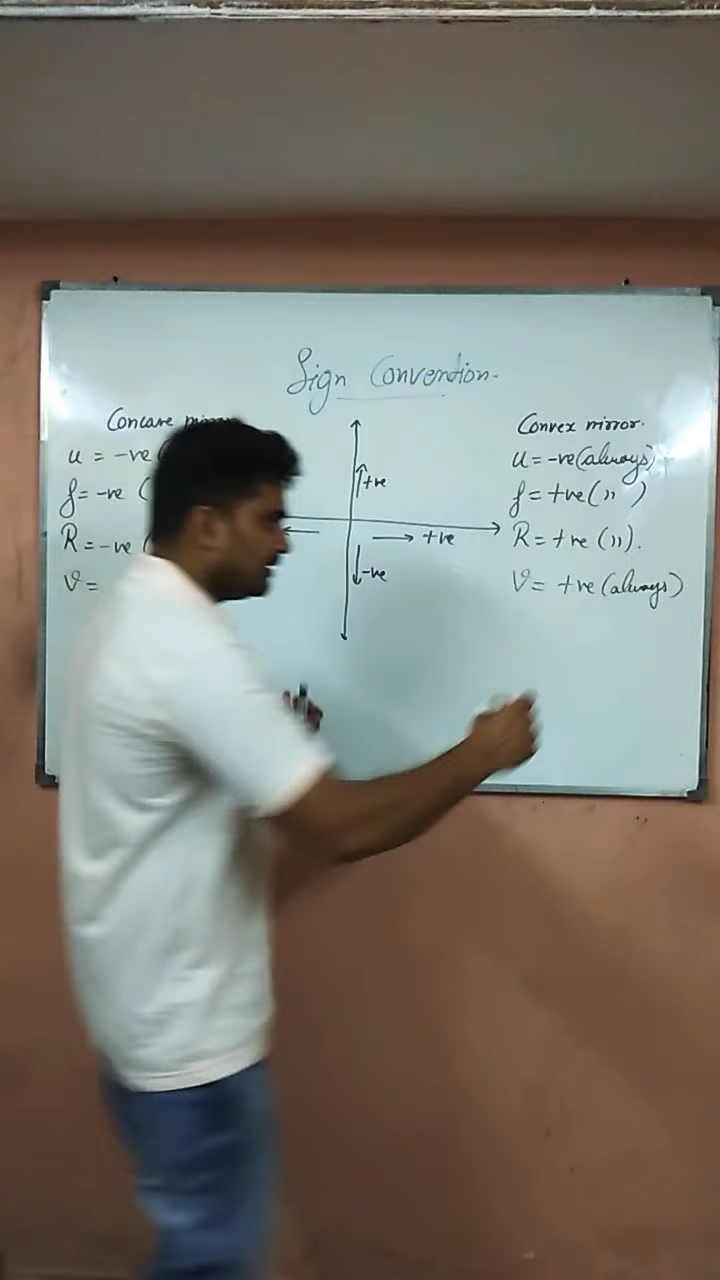 Sign Convention.
Concave
u = -ve (
f = -ve (
R = -ve (
v =
+ve
+ve
-ve
Convex mirror.
u = -ve (always)
f = +ve ( ,, )
R = +ve ( ,, ).
v = +ve (always)